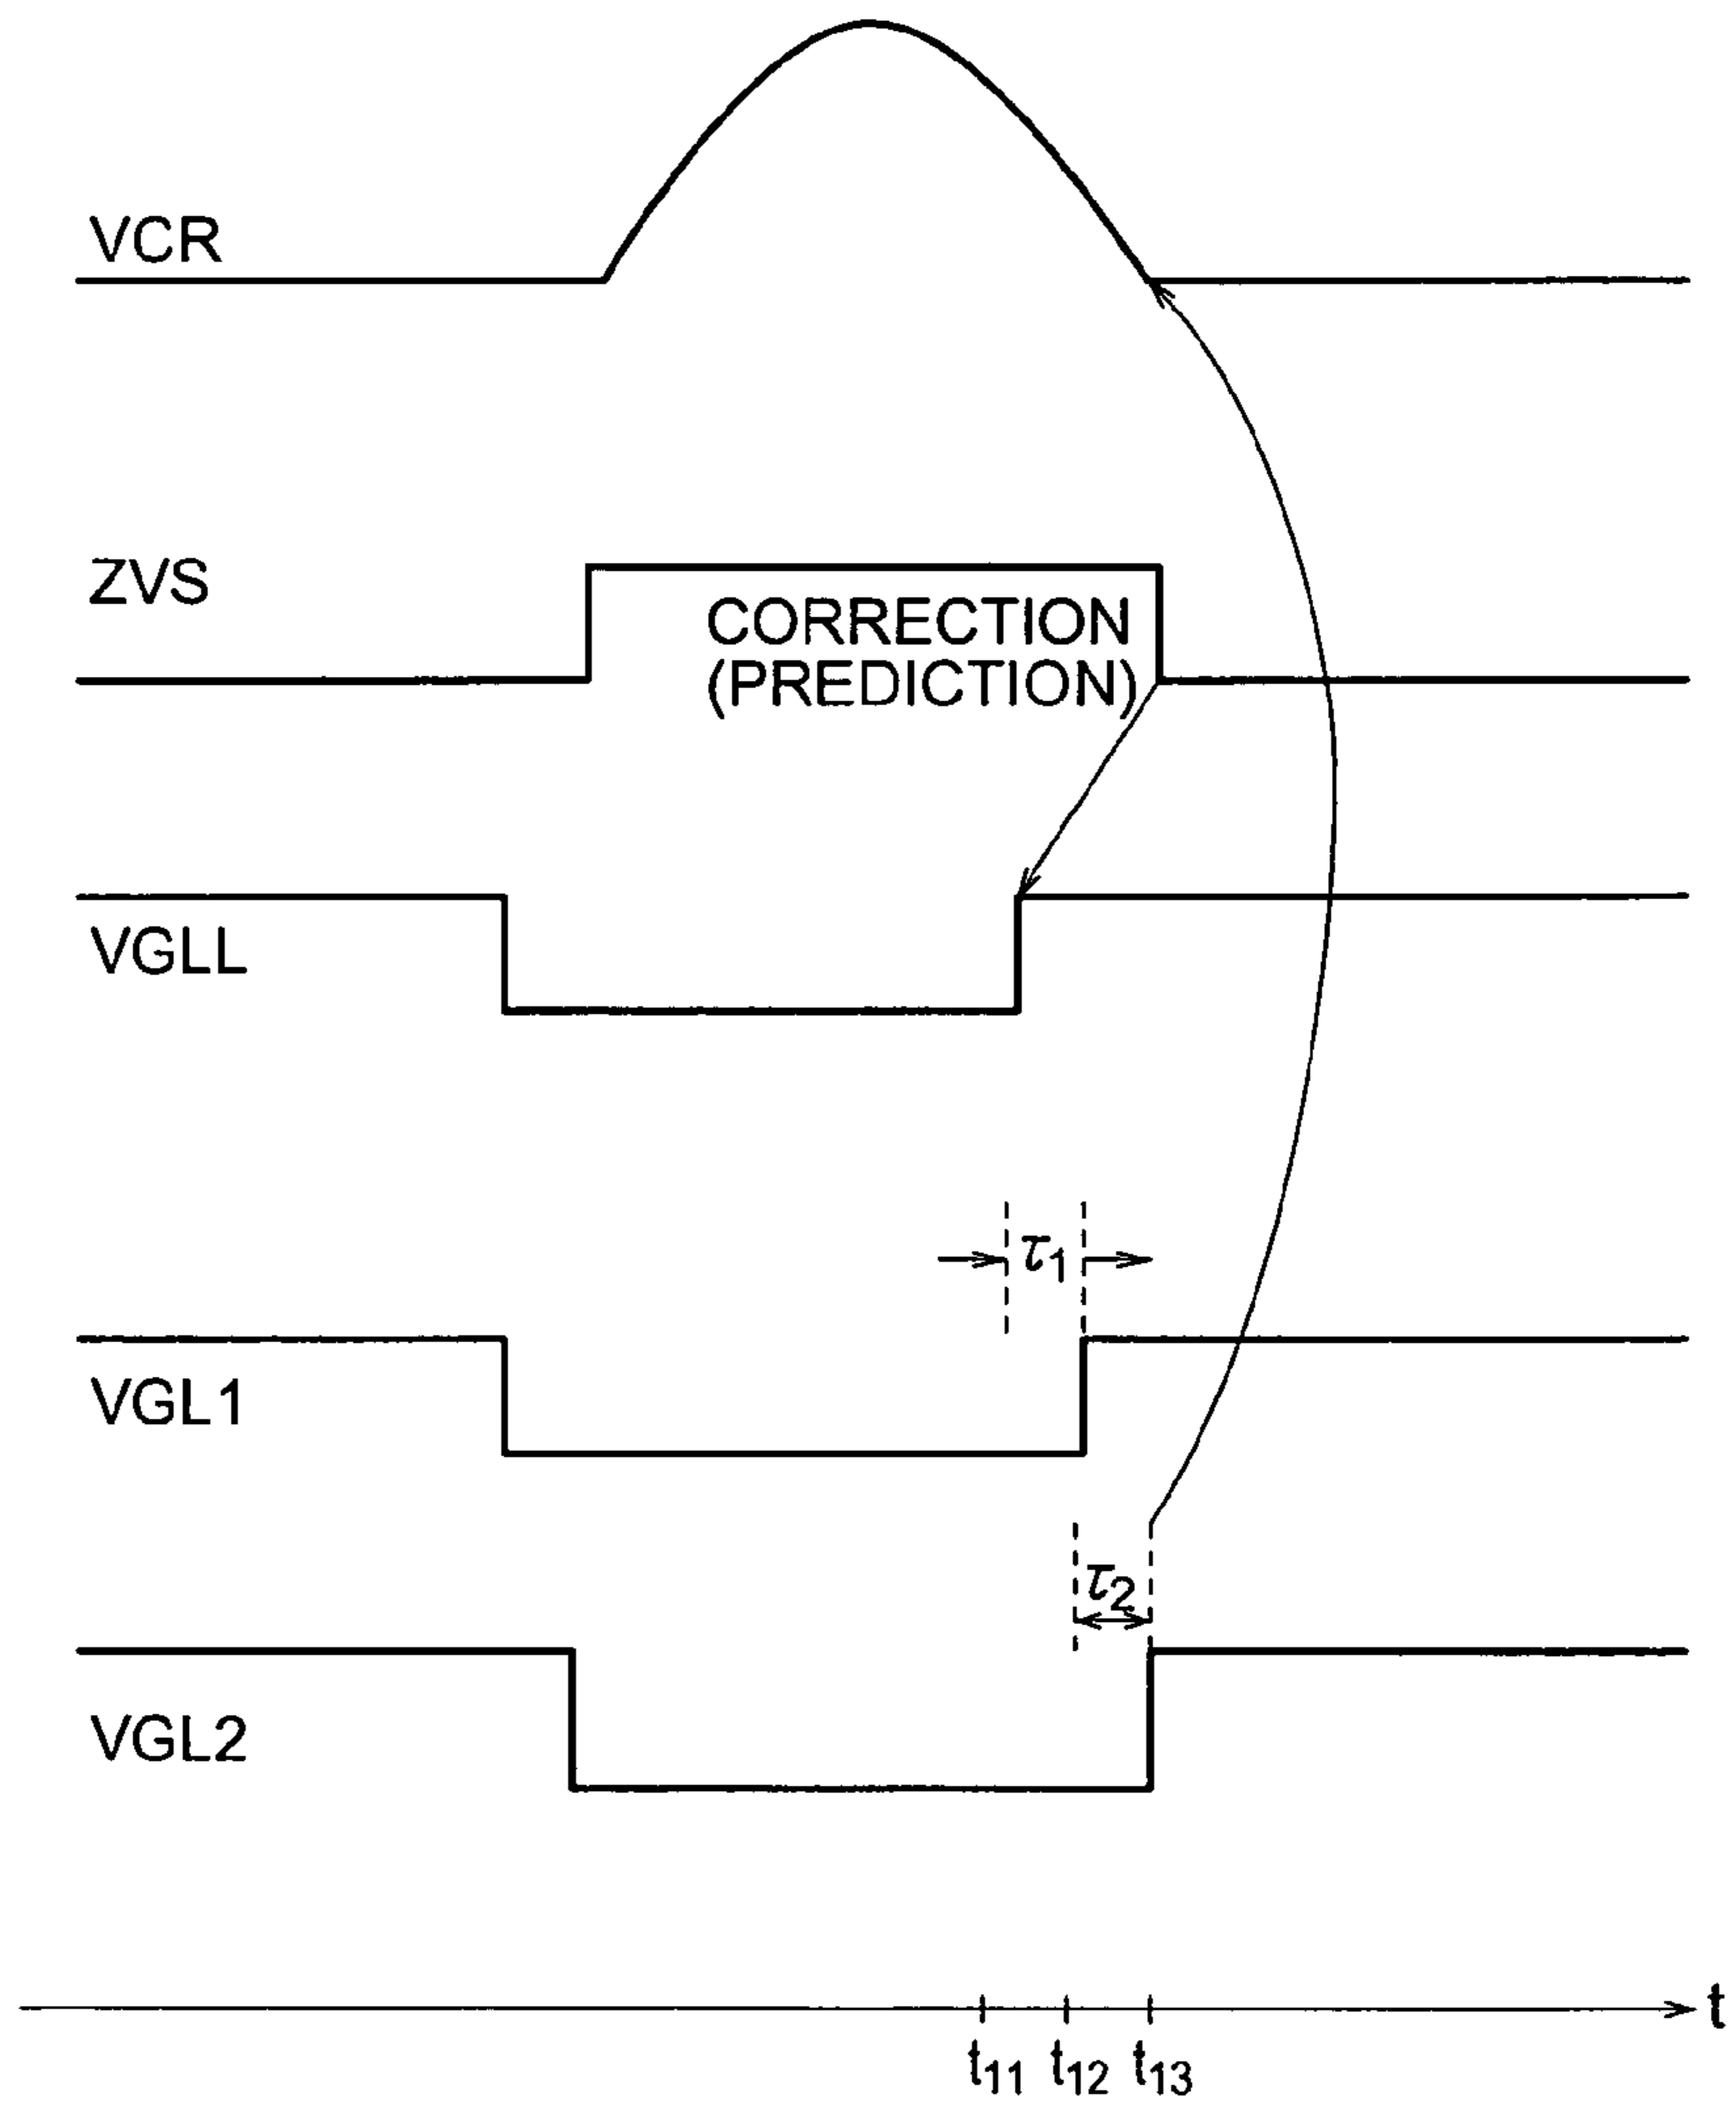 VCR
ZVS
CORRECTION
(PREDICTION)
VGLL
τ1
VGL1
τ2
VGL2
t
t11 t12 t13